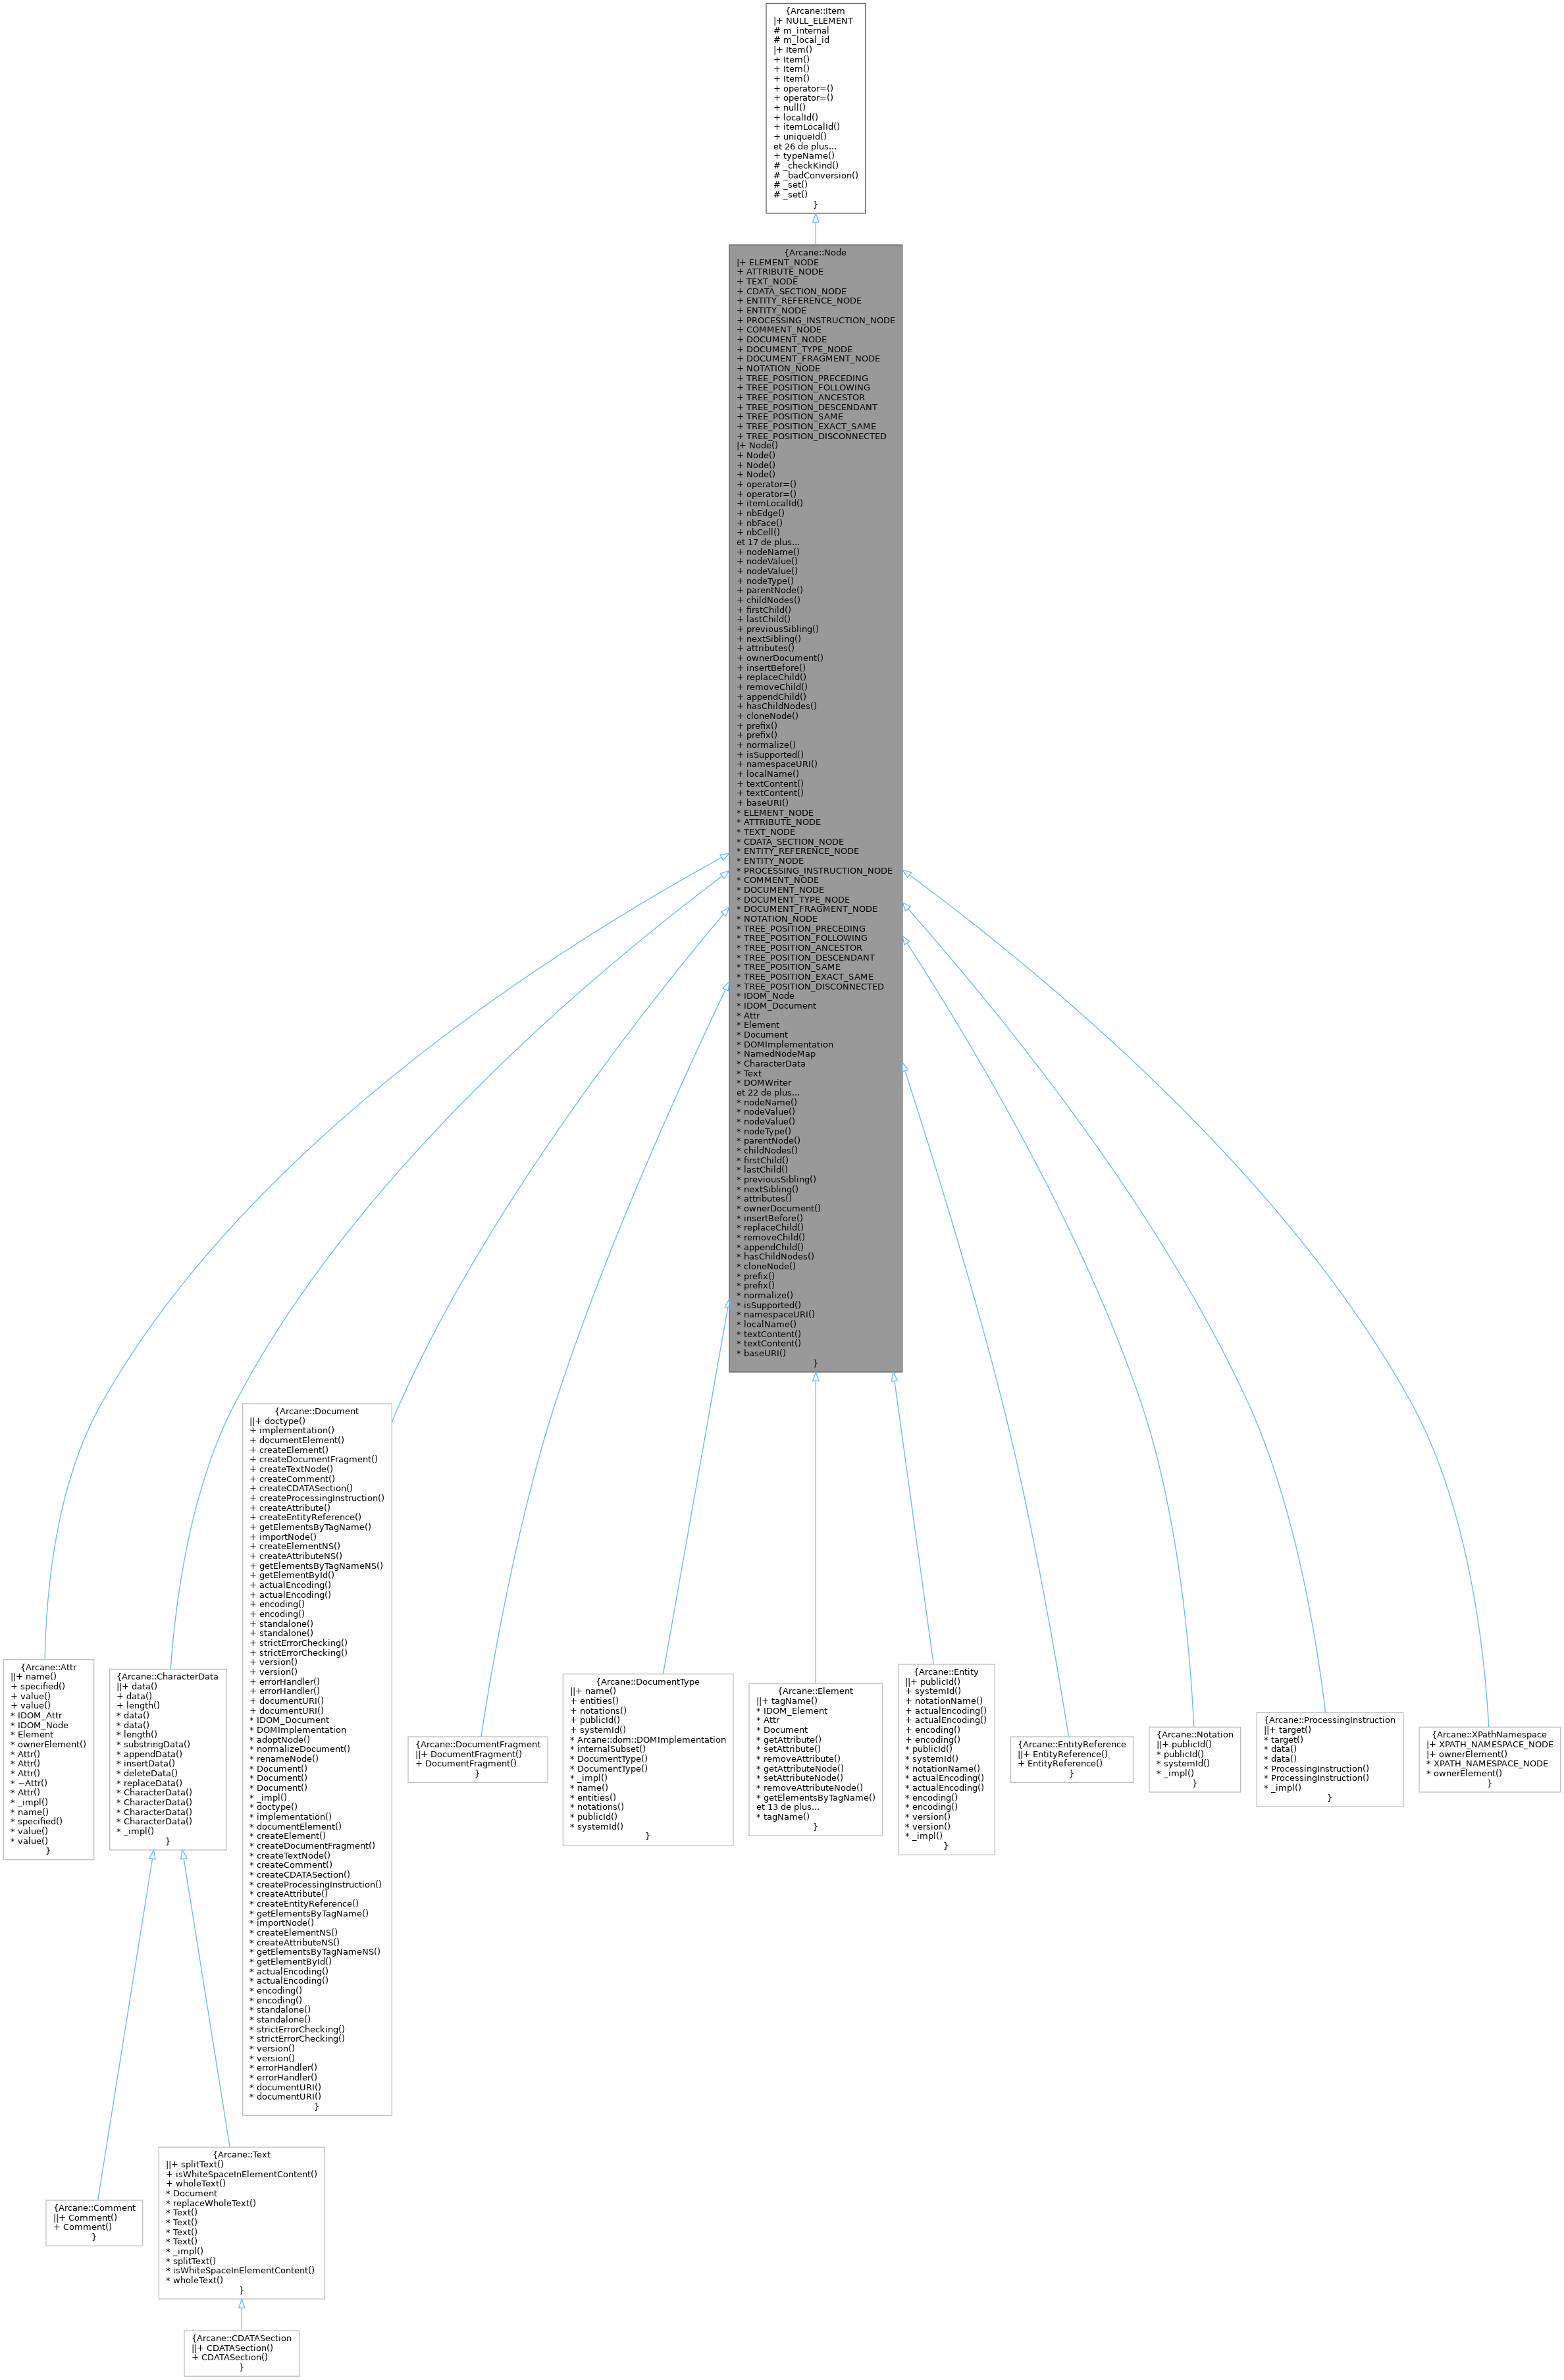 {Arcane::Item
|+ NULL_ELEMENT
# m_internal
# m_local_id
|+ Item()
+ Item()
+ Item()
+ Item()
+ operator=()
+ operator=()
+ null()
+ localId()
+ itemLocalId()
+ uniqueId()
et 26 de plus...
+ typeName()
# _checkKind()
# _badConversion()
# _set()
# _set()
}
{Arcane::Node
|+ ELEMENT_NODE
+ ATTRIBUTE_NODE
+ TEXT_NODE
+ CDATA_SECTION_NODE
+ ENTITY_REFERENCE_NODE
+ ENTITY_NODE
+ PROCESSING_INSTRUCTION_NODE
+ COMMENT_NODE
+ DOCUMENT_NODE
+ DOCUMENT_TYPE_NODE
+ DOCUMENT_FRAGMENT_NODE
+ NOTATION_NODE
+ TREE_POSITION_PRECEDING
+ TREE_POSITION_FOLLOWING
+ TREE_POSITION_ANCESTOR
+ TREE_POSITION_DESCENDANT
+ TREE_POSITION_SAME
+ TREE_POSITION_EXACT_SAME
+ TREE_POSITION_DISCONNECTED
|+ Node()
+ Node()
+ Node()
+ Node()
+ operator=()
+ operator=()
+ itemLocalId()
+ nbEdge()
+ nbFace()
+ nbCell()
et 17 de plus...
+ nodeName()
+ nodeValue()
+ nodeValue()
+ nodeType()
+ parentNode()
+ childNodes()
+ firstChild()
+ lastChild()
+ previousSibling()
+ nextSibling()
+ attributes()
+ ownerDocument()
+ insertBefore()
+ replaceChild()
+ removeChild()
+ appendChild()
+ hasChildNodes()
+ cloneNode()
+ prefix()
+ prefix()
+ normalize()
+ isSupported()
+ namespaceURI()
+ localName()
+ textContent()
+ textContent()
+ baseURI()
* ELEMENT_NODE
* ATTRIBUTE_NODE
* TEXT_NODE
* CDATA_SECTION_NODE
* ENTITY_REFERENCE_NODE
* ENTITY_NODE
* PROCESSING_INSTRUCTION_NODE
* COMMENT_NODE
* DOCUMENT_NODE
* DOCUMENT_TYPE_NODE
* DOCUMENT_FRAGMENT_NODE
* NOTATION_NODE
* TREE_POSITION_PRECEDING
* TREE_POSITION_FOLLOWING
* TREE_POSITION_ANCESTOR
* TREE_POSITION_DESCENDANT
* TREE_POSITION_SAME
* TREE_POSITION_EXACT_SAME
* TREE_POSITION_DISCONNECTED
* IDOM_Node
* IDOM_Document
* Attr
* Element
* Document
* DOMImplementation
* NamedNodeMap
* CharacterData
* Text
* DOMWriter
et 22 de plus...
* nodeName()
* nodeValue()
* nodeValue()
* nodeType()
* parentNode()
* childNodes()
* firstChild()
* lastChild()
* previousSibling()
* nextSibling()
* attributes()
* ownerDocument()
* insertBefore()
* replaceChild()
* removeChild()
* appendChild()
* hasChildNodes()
* cloneNode()
* prefix()
* prefix()
* normalize()
* isSupported()
* namespaceURI()
* localName()
* textContent()
* textContent()
* baseURI()
}
{Arcane::Attr
||+ name()
+ specified()
+ value()
+ value()
* IDOM_Attr
* IDOM_Node
* Element
* ownerElement()
* Attr()
* Attr()
* Attr()
* ~Attr()
* Attr()
* _impl()
* name()
* specified()
* value()
* value()
}
{Arcane::CharacterData
||+ data()
+ data()
+ length()
* data()
* data()
* length()
* substringData()
* appendData()
* insertData()
* deleteData()
* replaceData()
* CharacterData()
* CharacterData()
* CharacterData()
* CharacterData()
* _impl()
}
{Arcane::Document
||+ doctype()
+ implementation()
+ documentElement()
+ createElement()
+ createDocumentFragment()
+ createTextNode()
+ createComment()
+ createCDATASection()
+ createProcessingInstruction()
+ createAttribute()
+ createEntityReference()
+ getElementsByTagName()
+ importNode()
+ createElementNS()
+ createAttributeNS()
+ getElementsByTagNameNS()
+ getElementById()
+ actualEncoding()
+ actualEncoding()
+ encoding()
+ encoding()
+ standalone()
+ standalone()
+ strictErrorChecking()
+ strictErrorChecking()
+ version()
+ version()
+ errorHandler()
+ errorHandler()
+ documentURI()
+ documentURI()
* IDOM_Document
* DOMImplementation
* adoptNode()
* normalizeDocument()
* renameNode()
* Document()
* Document()
* Document()
* _impl()
* doctype()
* implementation()
* documentElement()
* createElement()
* createDocumentFragment()
* createTextNode()
* createComment()
* createCDATASection()
* createProcessingInstruction()
* createAttribute()
* createEntityReference()
* getElementsByTagName()
* importNode()
* createElementNS()
* createAttributeNS()
* getElementsByTagNameNS()
* getElementById()
* actualEncoding()
* actualEncoding()
* encoding()
* encoding()
* standalone()
* standalone()
* strictErrorChecking()
* strictErrorChecking()
* version()
* version()
* errorHandler()
* errorHandler()
* documentURI()
* documentURI()
}
{Arcane::DocumentFragment
||+ DocumentFragment()
+ DocumentFragment()
}
{Arcane::DocumentType
||+ name()
+ entities()
+ notations()
+ publicId()
+ systemId()
* Arcane::dom::DOMImplementation
* internalSubset()
* DocumentType()
* DocumentType()
* _impl()
* name()
* entities()
* notations()
* publicId()
* systemId()
}
{Arcane::Element
||+ tagName()
* IDOM_Element
* Attr
* Document
* getAttribute()
* setAttribute()
* removeAttribute()
* getAttributeNode()
* setAttributeNode()
* removeAttributeNode()
* getElementsByTagName()
et 13 de plus...
* tagName()
}
{Arcane::Entity
||+ publicId()
+ systemId()
+ notationName()
+ actualEncoding()
+ actualEncoding()
+ encoding()
+ encoding()
* publicId()
* systemId()
* notationName()
* actualEncoding()
* actualEncoding()
* encoding()
* encoding()
* version()
* version()
* _impl()
}
{Arcane::EntityReference
||+ EntityReference()
+ EntityReference()
}
{Arcane::Notation
||+ publicId()
* publicId()
* systemId()
* _impl()
}
{Arcane::ProcessingInstruction
||+ target()
* target()
* data()
* data()
* ProcessingInstruction()
* ProcessingInstruction()
* _impl()
}
{Arcane::XPathNamespace
|+ XPATH_NAMESPACE_NODE
|+ ownerElement()
* XPATH_NAMESPACE_NODE
* ownerElement()
}
{Arcane::Comment
||+ Comment()
+ Comment()
}
{Arcane::Text
||+ splitText()
+ isWhiteSpaceInElementContent()
+ wholeText()
* Document
* replaceWholeText()
* Text()
* Text()
* Text()
* Text()
* _impl()
* splitText()
* isWhiteSpaceInElementContent()
* wholeText()
}
{Arcane::CDATASection
||+ CDATASection()
+ CDATASection()
}